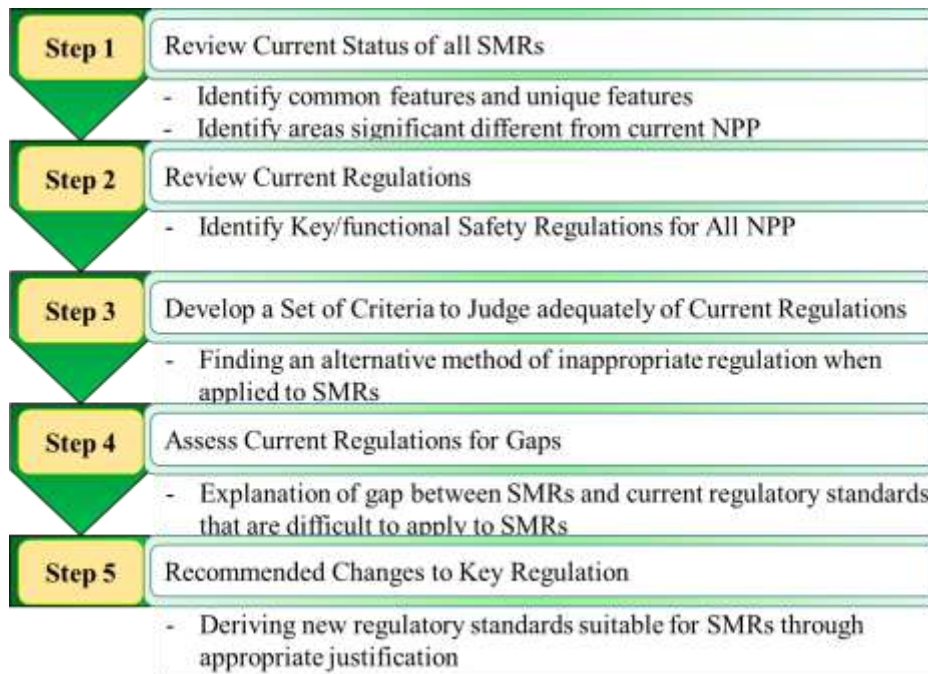 Step 1
Review Current Status of all SMRs
- Identify common features and unique features
- Identify areas significant different from current NPP
Step 2
Review Current Regulations
- Identify Key/functional Safety Regulations for All NPP
Step 3
Develop a Set of Criteria to Judge adequately of Current Regulations
- Finding an alternative method of inappropriate regulation when
applied to SMRs
Step 4
Assess Current Regulations for Gaps
- Explanation of gap between SMRs and current regulatory standards
that are difficult to apply to SMRs
Step 5
Recommended Changes to Key Regulation
- Deriving new regulatory standards suitable for SMRs through
appropriate justification